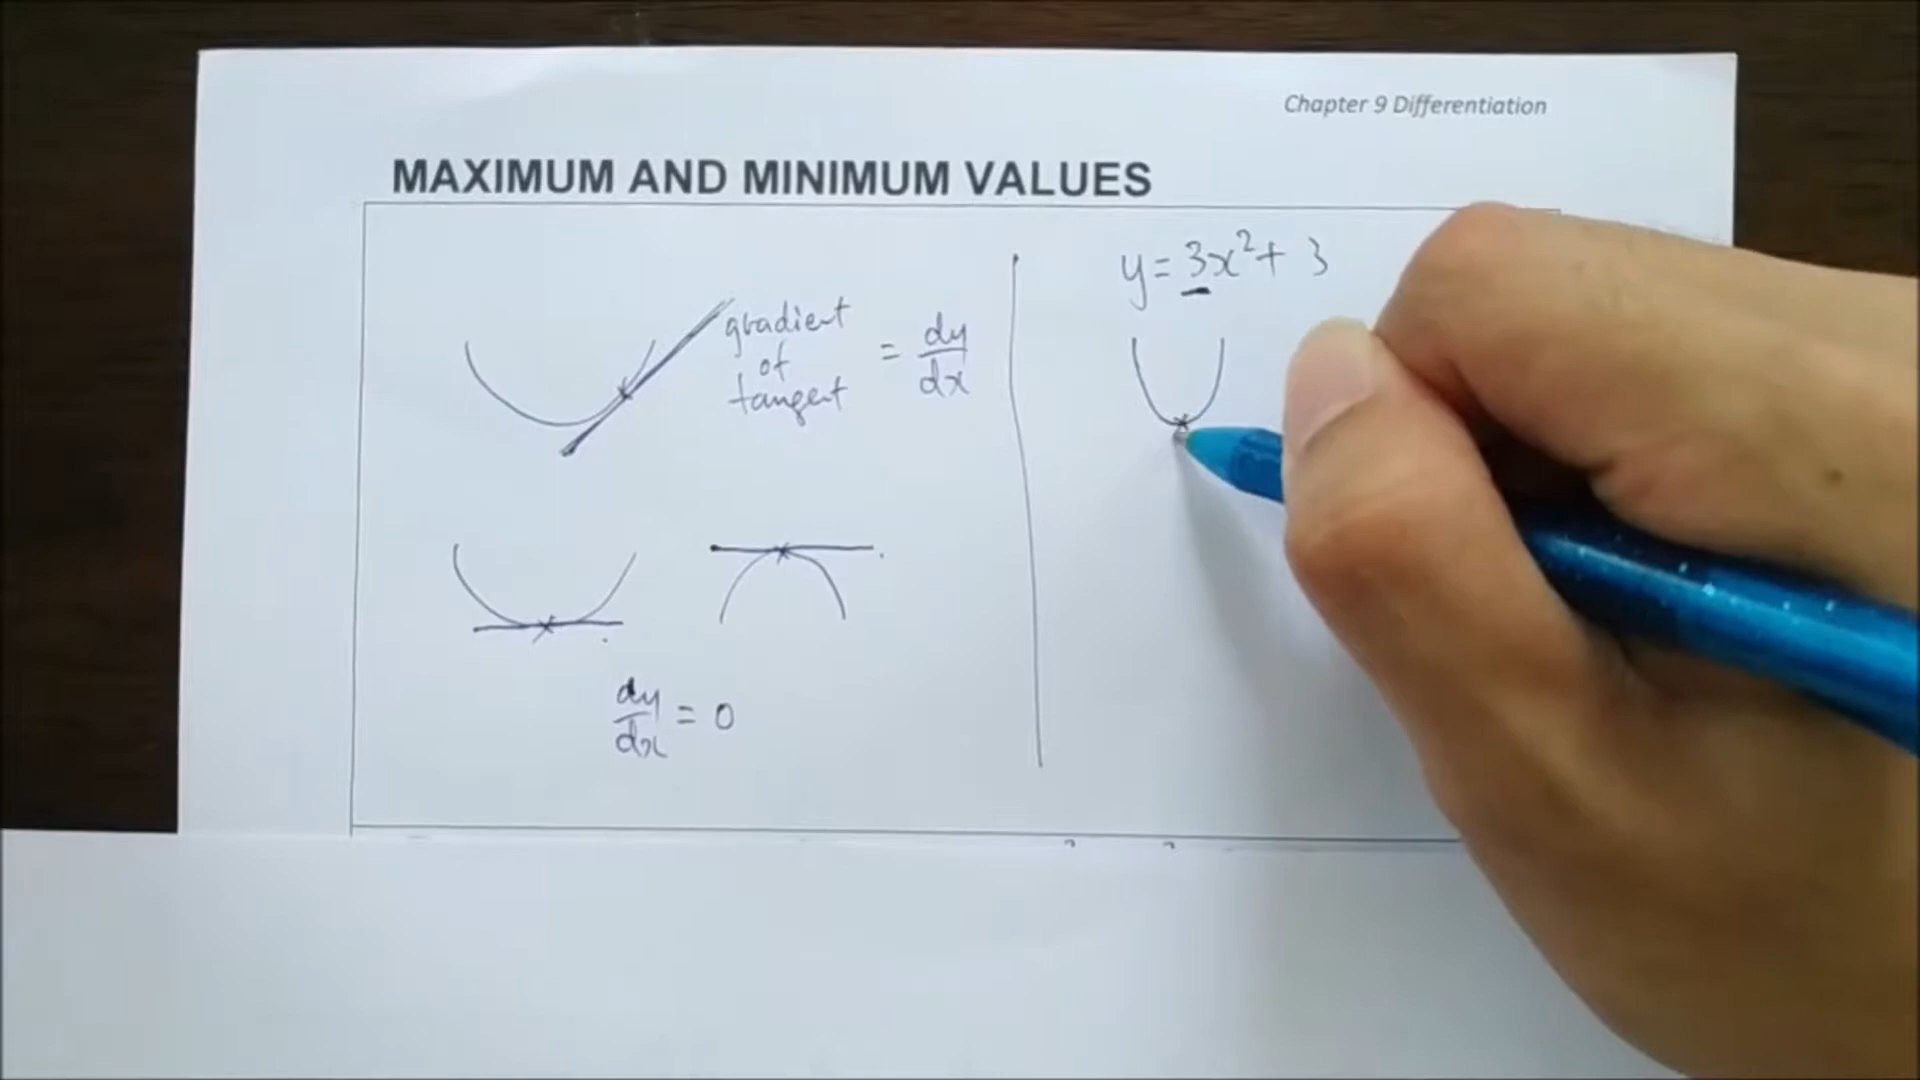 Chapter 9 Differentiation
MAXIMUM AND MINIMUM VALUES
gradient
of
tangent
= dy/dx
dy/dx = 0
y = 3x² + 3